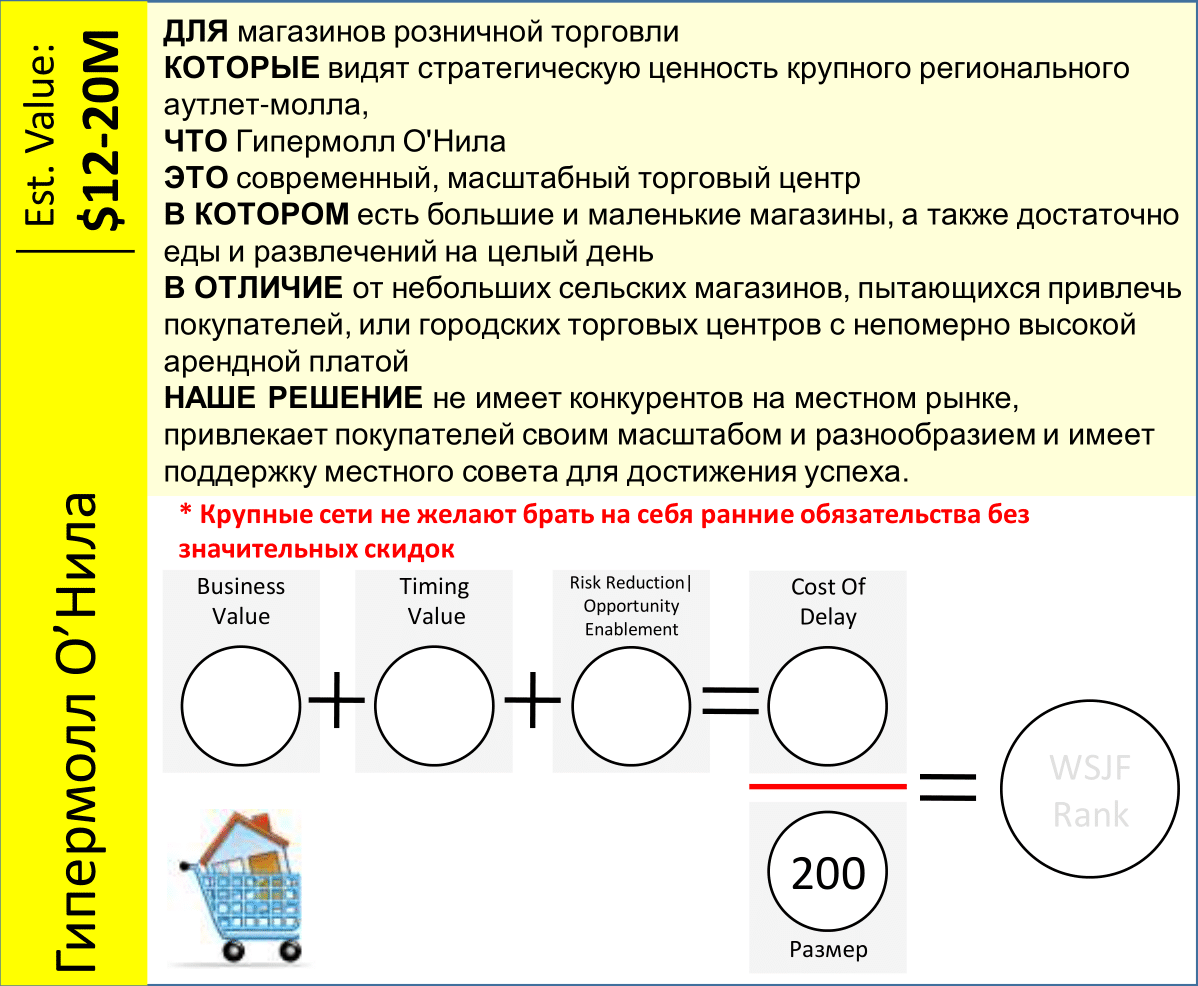 Est. Value:
$12-20M
Гипермолл О’Нила
ДЛЯ магазинов розничной торговли
КОТОРЫЕ видят стратегическую ценность крупного регионального
аутлет-молла,
ЧТО Гипермолл О'Нила
ЭТО современный, масштабный торговый центр
В КОТОРОМ есть большие и маленькие магазины, а также достаточно
еды и развлечений на целый день
В ОТЛИЧИЕ от небольших сельских магазинов, пытающихся привлечь
покупателей, или городских торговых центров с непомерно высокой
арендной платой
НАШЕ РЕШЕНИЕ не имеет конкурентов на местном рынке,
привлекает покупателей своим масштабом и разнообразием и имеет
поддержку местного совета для достижения успеха.
* Крупные сети не желают брать на себя ранние обязательства без
значительных скидок
Business
Value
+
Timing
Value
+
Risk Reduction|
Opportunity
Enablement
=
Cost Of
Delay
200
Размер
=
WSJF
Rank